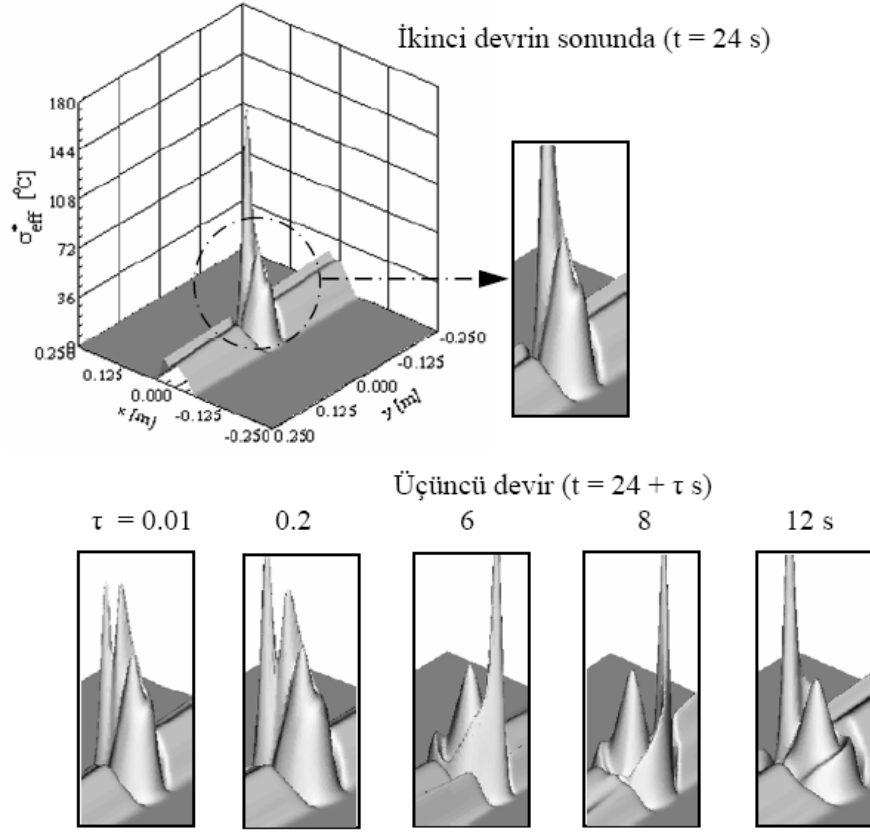 İkinci devrin sonunda (t = 24 s)
180
144
108
72
36
0
σ*eff [°C]
0.250
0.125
0.000
-0.125
-0.250
x [m]
0.250
0.125
0.000
-0.125
-0.250
y [m]
Üçüncü devir (t = 24 + τ s)
τ = 0.01 0.2 6 8 12 s